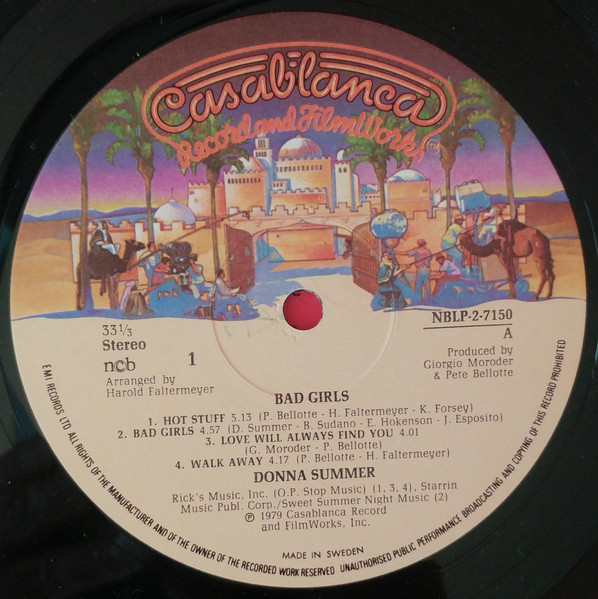 Casablanca
Record and FilmWorks
TM
33⅓
Stereo
ncb
1
Arranged by
Harold Faltermeyer
NBLP-2-7150
A
Produced by
Giorgio Moroder
& Pete Bellotte
BAD GIRLS
1. HOT STUFF 5.13 (P. Bellotte - H. Faltermeyer - K. Forsey)
2. BAD GIRLS 4.57 (D. Summer - B. Sudano - E. Hokenson - J. Esposito)
3. LOVE WILL ALWAYS FIND YOU 4.01
(G. Moroder - P. Bellotte)
4. WALK AWAY 4.17 (P. Bellotte - H. Faltermeyer)
DONNA SUMMER
Rick's Music, Inc. (O.P. Stop Music) (1, 3, 4), Starrin
Music Publ. Corp./Sweet Summer Night Music (2)
℗ 1979 Casablanca Record
and FilmWorks, Inc.
MADE IN SWEDEN
EMI RECORDS LTD ALL RIGHTS OF THE MANUFACTURER AND OF THE OWNER OF THE RECORDED WORK RESERVED UNAUTHORISED PUBLIC PERFORMANCE BROADCASTING AND COPYING OF THIS RECORD PROHIBITED